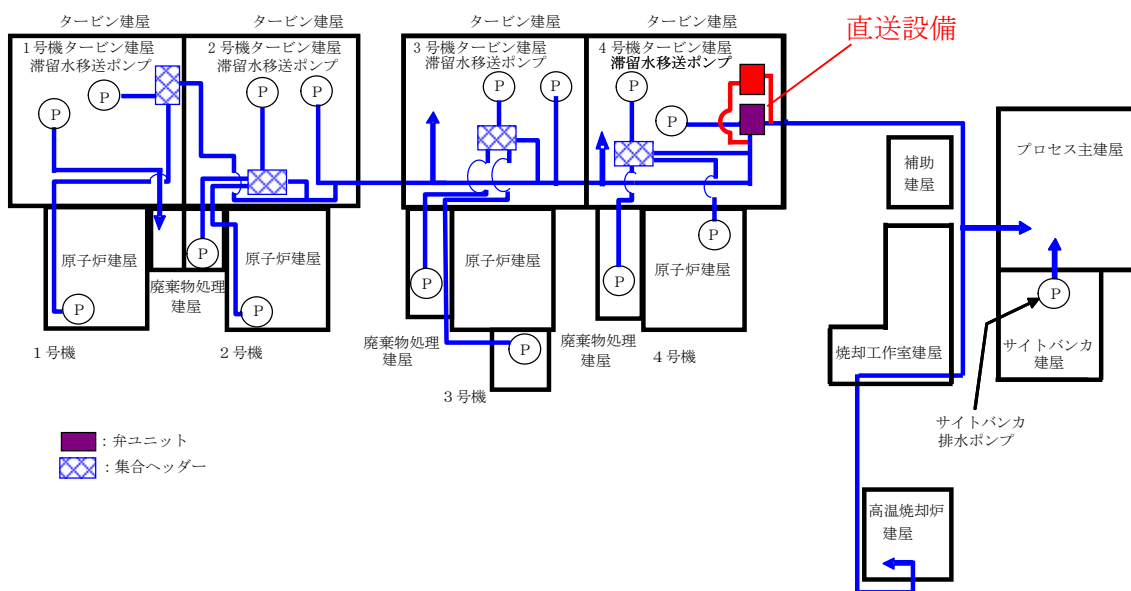 タービン建屋
タービン建屋
タービン建屋
タービン建屋
直送設備
1号機タービン建屋
滞留水移送ポンプ
2号機タービン建屋
滞留水移送ポンプ
3号機タービン建屋
滞留水移送ポンプ
4号機タービン建屋
滞留水移送ポンプ
P
P
P
P
P
P
P
P
補助
建屋
プロセス主建屋
原子炉建屋
P
P
廃棄物処理
建屋
原子炉建屋
P
P
原子炉建屋
P
P
原子炉建屋
P
P
サイトバンカ
建屋
焼却工作室建屋
1号機
2号機
廃棄物処理
建屋
P
3号機
廃棄物処理
建屋
4号機
サイトバンカ
排水ポンプ
:弁ユニット
:集合ヘッダー
高温焼却炉
建屋